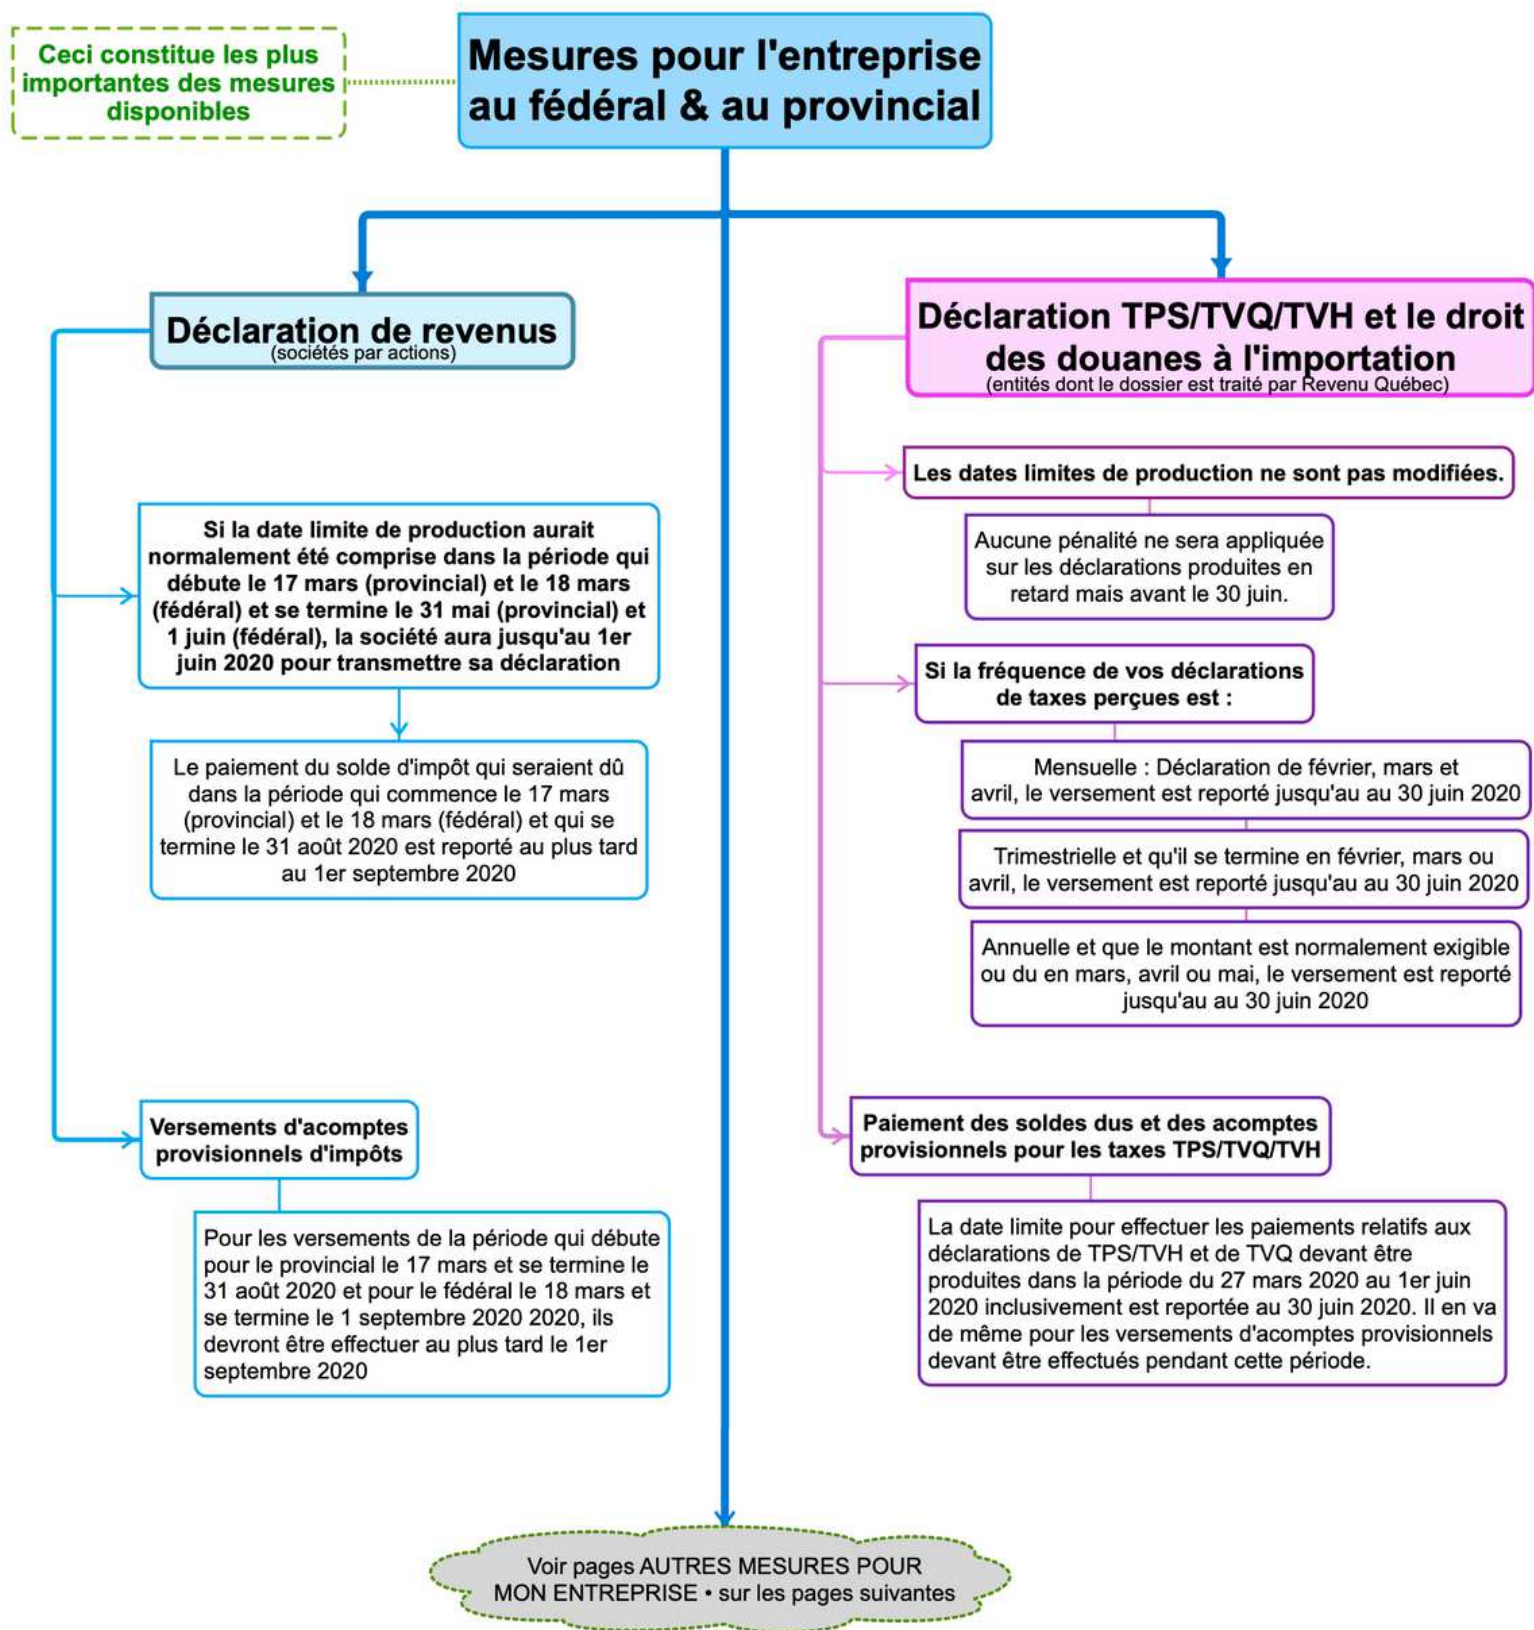 Ceci constitue les plus
importantes des mesures
disponibles
Mesures pour l'entreprise
au fédéral & au provincial
Déclaration de revenus
(sociétés par actions)
Si la date limite de production aurait
normalement été comprise dans la période qui
débute le 17 mars (provincial) et le 18 mars
(fédéral) et se termine le 31 mai (provincial) et
1 juin (fédéral), la société aura jusqu'au 1er
juin 2020 pour transmettre sa déclaration
Le paiement du solde d'impôt qui seraient dû
dans la période qui commence le 17 mars
(provincial) et le 18 mars (fédéral) et qui se
termine le 31 août 2020 est reporté au plus tard
au 1er septembre 2020
Versements d'acomptes
provisionnels d'impôts
Pour les versements de la période qui débute
pour le provincial le 17 mars et se termine le
31 août 2020 et pour le fédéral le 18 mars et
se termine le 1 septembre 2020 2020, ils
devront être effectuer au plus tard le 1er
septembre 2020
Déclaration TPS/TVQ/TVH et le droit
des douanes à l'importation
(entités dont le dossier est traité par Revenu Québec)
Les dates limites de production ne sont pas modifiées.
Aucune pénalité ne sera appliquée
sur les déclarations produites en
retard mais avant le 30 juin.
Si la fréquence de vos déclarations
de taxes perçues est :
Mensuelle : Déclaration de février, mars et
avril, le versement est reporté jusqu'au au 30 juin 2020
Trimestrielle et qu'il se termine en février, mars ou
avril, le versement est reporté jusqu'au au 30 juin 2020
Annuelle et que le montant est normalement exigible
ou du en mars, avril ou mai, le versement est reporté
jusqu'au au 30 juin 2020
Paiement des soldes dus et des acomptes
provisionnels pour les taxes TPS/TVQ/TVH
La date limite pour effectuer les paiements relatifs aux
déclarations de TPS/TVH et de TVQ devant être
produites dans la période du 27 mars 2020 au 1er juin
2020 inclusivement est reportée au 30 juin 2020. Il en va
de même pour les versements d'acomptes provisionnels
devant être effectués pendant cette période.
Voir pages AUTRES MESURES POUR
MON ENTREPRISE • sur les pages suivantes